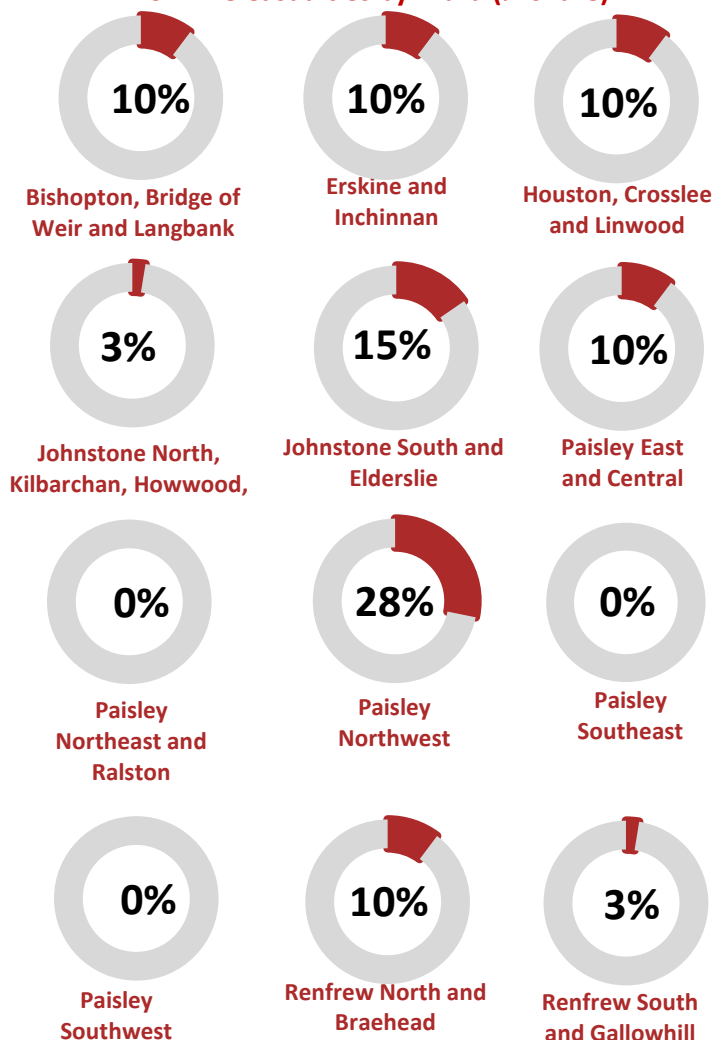 10%
10%
10%
Bishopton, Bridge of
Weir and Langbank
Erskine and
Inchinnan
Houston, Crosslee
and Linwood
3%
15%
10%
Johnstone North,
Kilbarchan, Howwood,
Johnstone South and
Elderslie
Paisley East
and Central
0%
28%
0%
Paisley
Northeast and
Ralston
Paisley
Northwest
Paisley
Southeast
0%
10%
3%
Paisley
Southwest
Renfrew North and
Braehead
Renfrew South
and Gallowhill